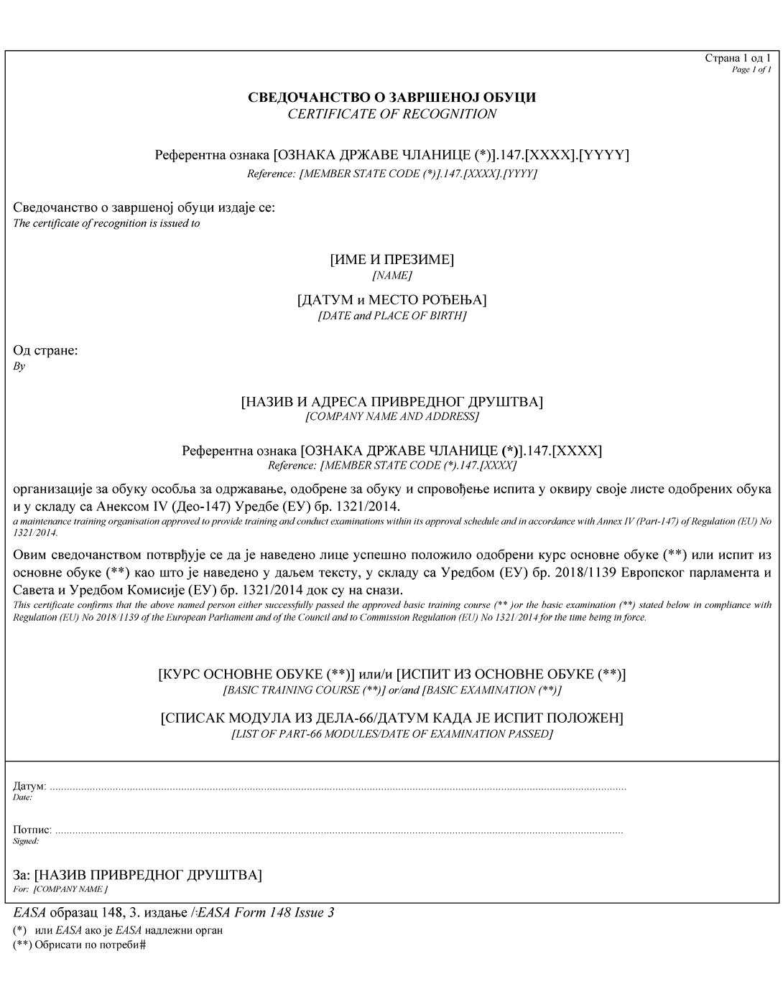 Страна 1 од 1
Page 1 of 1
СВЕДОЧАНСТВО О ЗАВРШЕНОЈ ОБУЦИ
CERTIFICATE OF RECOGNITION
Референтна ознака [ОЗНАКА ДРЖАВЕ ЧЛАНИЦЕ (*)].147.[XXXX].[YYYY]
Reference: [MEMBER STATE CODE (*)].147.[XXXX].[YYYY]
Сведочанство о завршеној обуци издаје се:
The certificate of recognition is issued to
[ИМЕ И ПРЕЗИМЕ]
[NAME]
[ДАТУМ и МЕСТО РОЂЕЊА]
[DATE and PLACE OF BIRTH]
Од стране:
By
[НАЗИВ И АДРЕСА ПРИВРЕДНОГ ДРУШТВА]
[COMPANY NAME AND ADDRESS]
Референтна ознака [ОЗНАКА ДРЖАВЕ ЧЛАНИЦЕ (*)].147.[XXXX]
Reference: [MEMBER STATE CODE (*).147.[XXXX]
организације за обуку особља за одржавање, одобрене за обуку и спровођење испита у оквиру своје листе одобрених обука
и у складу са Анексом IV (Део-147) Уредбе (ЕУ) бр. 1321/2014.
a maintenance training organisation approved to provide training and conduct examinations within its approval schedule and in accordance with Annex IV (Part-147) of Regulation (EU) No
1321/2014.
Овим сведочанством потврђује се да је наведено лице успешно положило одобрени курс основне обуке (**) или испит из
основне обуке (**) као што је наведено у даљем тексту, у складу са Уредбом (ЕУ) бр. 2018/1139 Европског парламента и
Савета и Уредбом Комисије (ЕУ) бр. 1321/2014 док су на снази.
This certificate confirms that the above named person either successfully passed the approved basic training course (** )or the basic examination (**) stated below in compliance with
Regulation (EU) No 2018/1139 of the European Parliament and of the Council and to Commission Regulation (EU) No 1321/2014 for the time being in force.
[КУРС ОСНОВНЕ ОБУКЕ (**)] или/и [ИСПИТ ИЗ ОСНОВНЕ ОБУКЕ (**)]
[BASIC TRAINING COURSE (**)] or/and [BASIC EXAMINATION (**)]
[СПИСАК МОДУЛА ИЗ ДЕЛА-66/ДАТУМ КАДА ЈЕ ИСПИТ ПОЛОЖЕН]
[LIST OF PART-66 MODULES/DATE OF EXAMINATION PASSED]
Датум: ..........................................................................................
Date:
Потпис: ..........................................................................................
Signed:
За: [НАЗИВ ПРИВРЕДНОГ ДРУШТВА]
For: [COMPANY NAME ]
EASA образац 148, 3. издање /:EASA Form 148 Issue 3
(*) или EASA ако је EASA надлежни орган
(**) Обрисати по потреби#